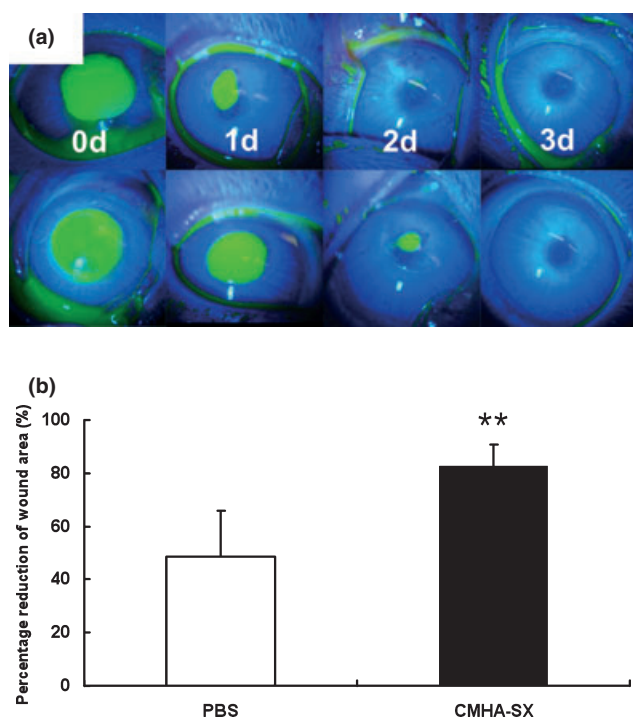 (a)
0d 1d 2d 3d
(b)
Percentage reduction of wound area (%)
100
80
60
40
20
0
**
PBS CMHA-SX